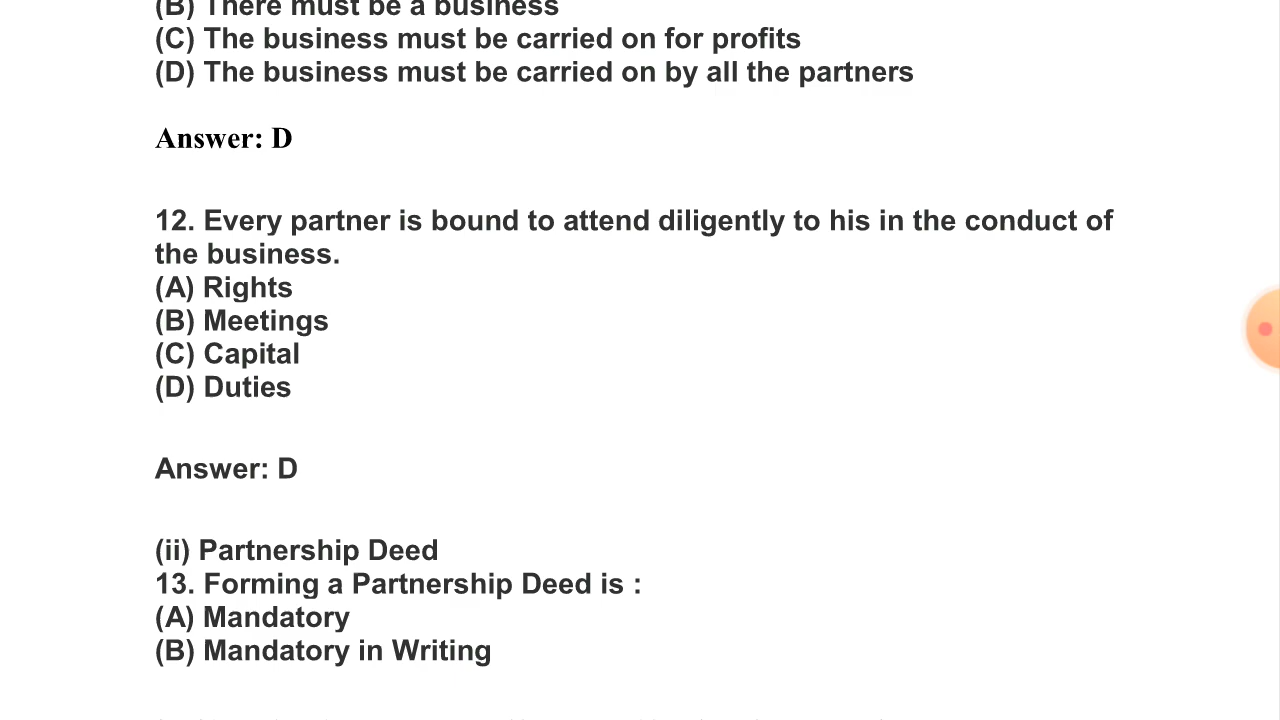 (B) There must be a business
(C) The business must be carried on for profits
(D) The business must be carried on by all the partners
Answer: D
12. Every partner is bound to attend diligently to his in the conduct of
the business.
(A) Rights
(B) Meetings
(C) Capital
(D) Duties
Answer: D
(ii) Partnership Deed
13. Forming a Partnership Deed is :
(A) Mandatory
(B) Mandatory in Writing